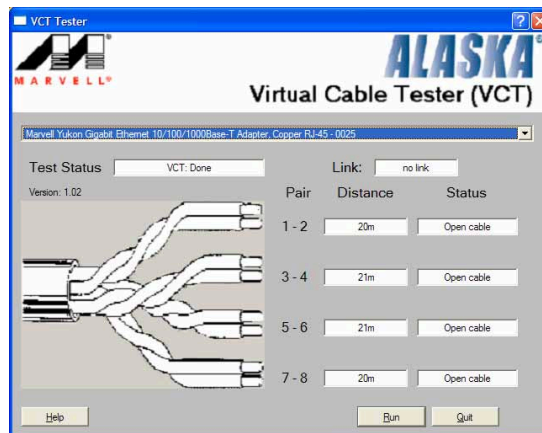 VCT Tester
MARVELL®
ALASKA®
Virtual Cable Tester (VCT)
Marvell Yukon Gigabit Ethernet 10/100/1000Base-T Adapter, Copper RJ-45 - 0025
Test Status VCT: Done Link: no link
Version: 1.02
Pair Distance Status
1 - 2 20m Open cable
3 - 4 21m Open cable
5 - 6 21m Open cable
7 - 8 20m Open cable
Help Run Quit